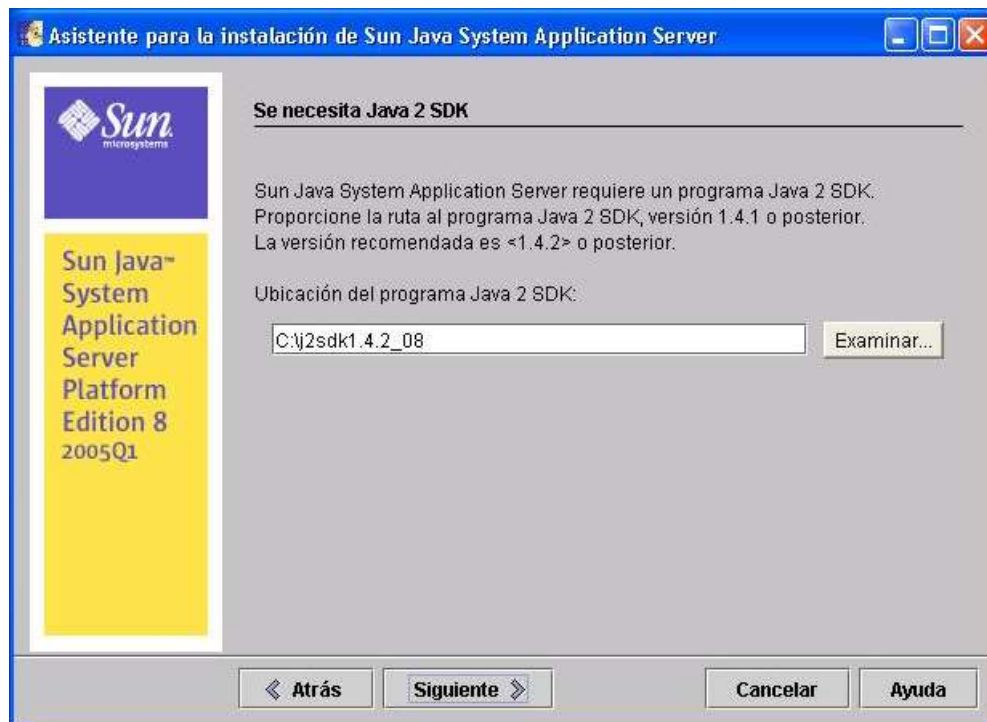 Asistente para la instalación de Sun Java System Application Server
Sun
microsystems
Sun Java™
System
Application
Server
Platform
Edition 8
2005Q1
Se necesita Java 2 SDK
Sun Java System Application Server requiere un programa Java 2 SDK.
Proporcione la ruta al programa Java 2 SDK, versión 1.4.1 o posterior.
La versión recomendada es <1.4.2> o posterior.
Ubicación del programa Java 2 SDK:
C:\j2sdk1.4.2_08
Examinar...
Atrás
Siguiente
Cancelar
Ayuda